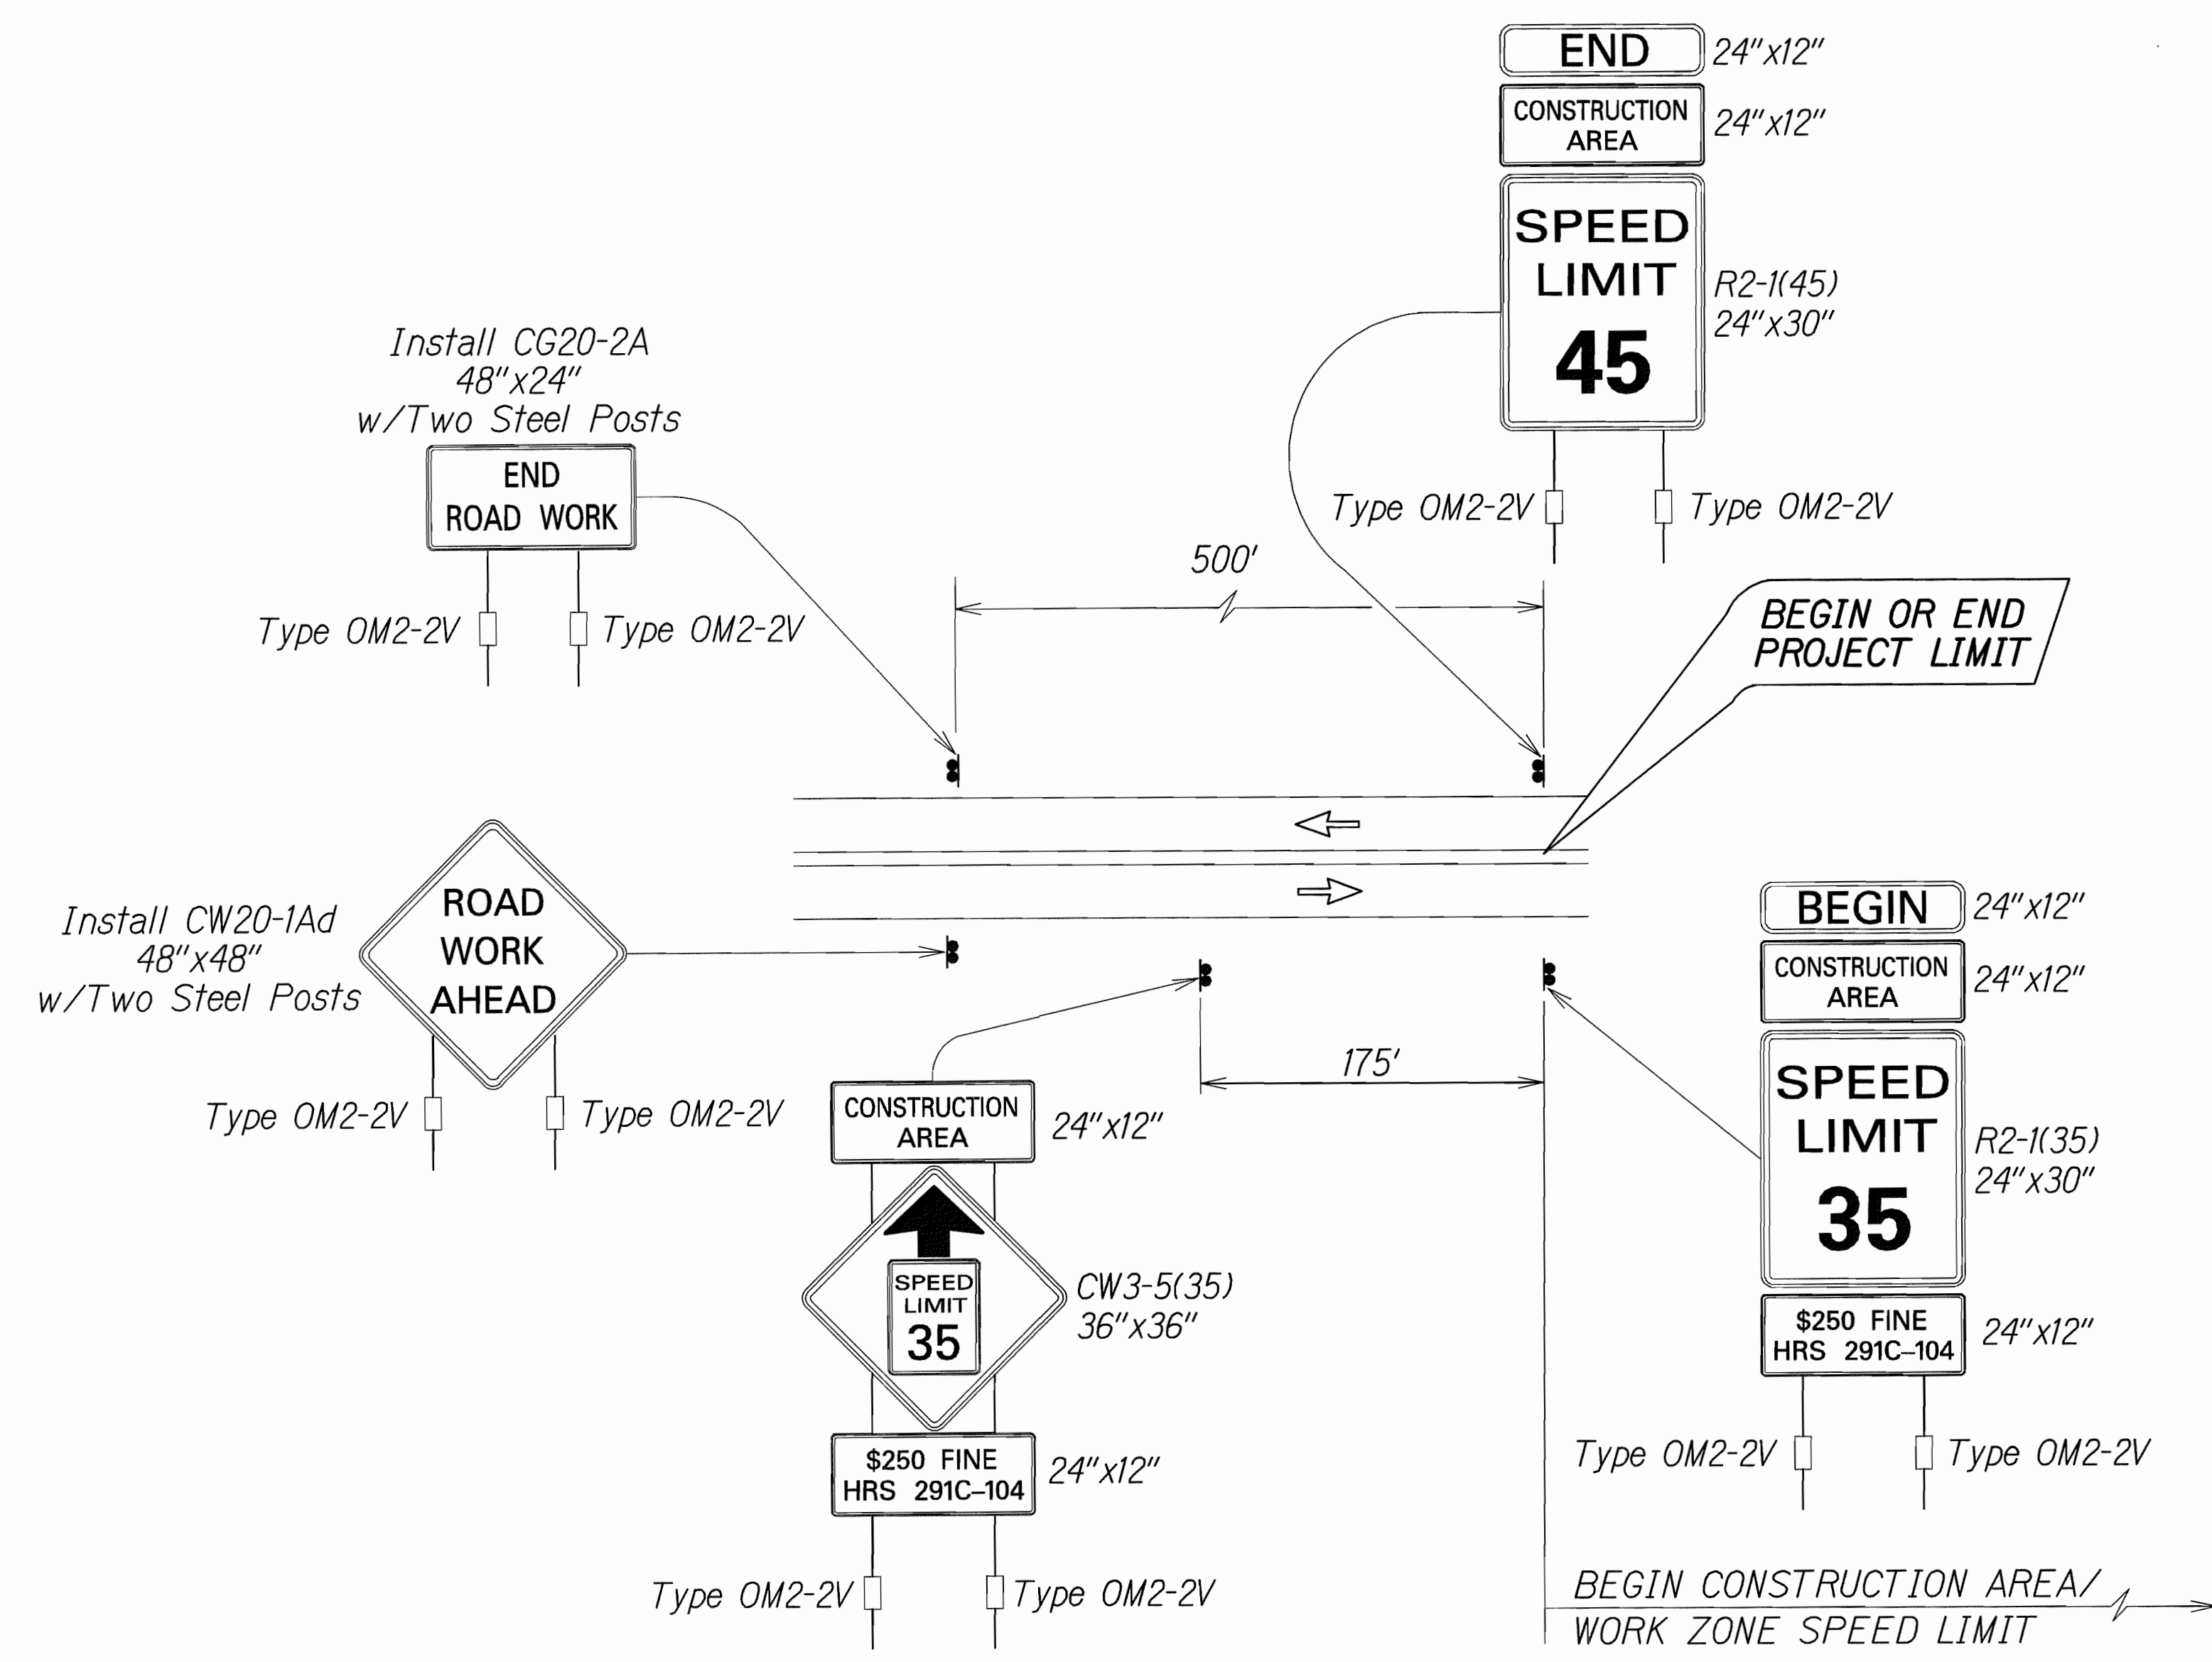 END
24"x12"
CONSTRUCTION
AREA
24"x12"
SPEED
LIMIT
45
R2-1(45)
24"x30"
Type OM2-2V
Type OM2-2V
Install CG20-2A
48"x24"
w/Two Steel Posts
END
ROAD WORK
Type OM2-2V
Type OM2-2V
500'
BEGIN OR END
PROJECT LIMIT
Install CW20-1Ad
48"x48"
w/Two Steel Posts
ROAD
WORK
AHEAD
Type OM2-2V
Type OM2-2V
175'
CONSTRUCTION
AREA
24"x12"
SPEED
LIMIT
35
CW3-5(35)
36"x36"
$250 FINE
HRS 291C-104
24"x12"
Type OM2-2V
Type OM2-2V
BEGIN
24"x12"
CONSTRUCTION
AREA
24"x12"
SPEED
LIMIT
35
R2-1(35)
24"x30"
$250 FINE
HRS 291C-104
24"x12"
Type OM2-2V
Type OM2-2V
BEGIN CONSTRUCTION AREA/
WORK ZONE SPEED LIMIT